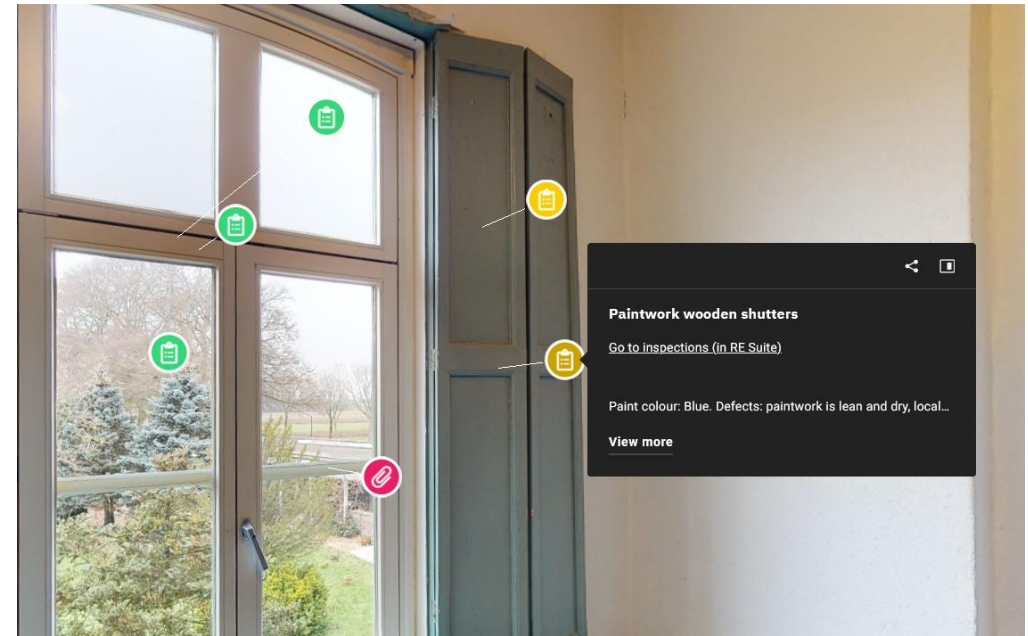 Paintwork wooden shutters
Go to inspections (in RE Suite)
Paint colour: Blue. Defects: paintwork is lean and dry, local...
View more